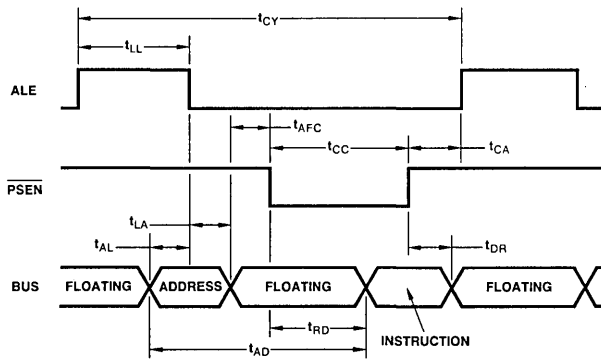 tCY
tLL
ALE
tAFC
tCC
tCA
PSEN
tLA
tAL
tDR
BUS
FLOATING
ADDRESS
FLOATING
FLOATING
tRD
INSTRUCTION
tAD